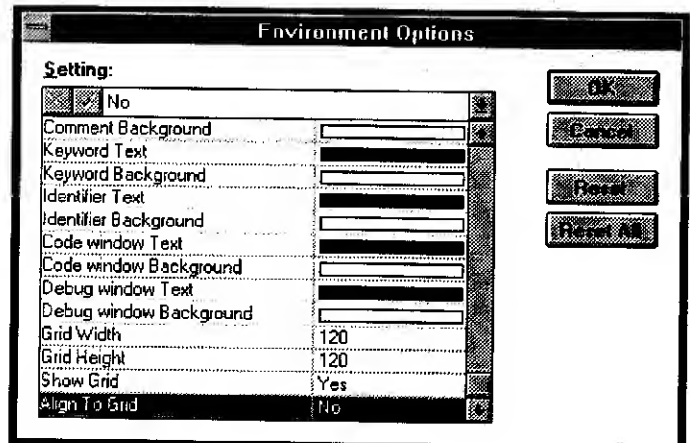 Environment Options
Setting:
No
OK
Cancel
Reset
Reset All
Comment Background
Keyword Text
Keyword Background
Identifier Text
Identifier Background
Code window Text
Code window Background
Debug window Text
Debug window Background
Grid Width 120
Grid Height 120
Show Grid Yes
Align To Grid No